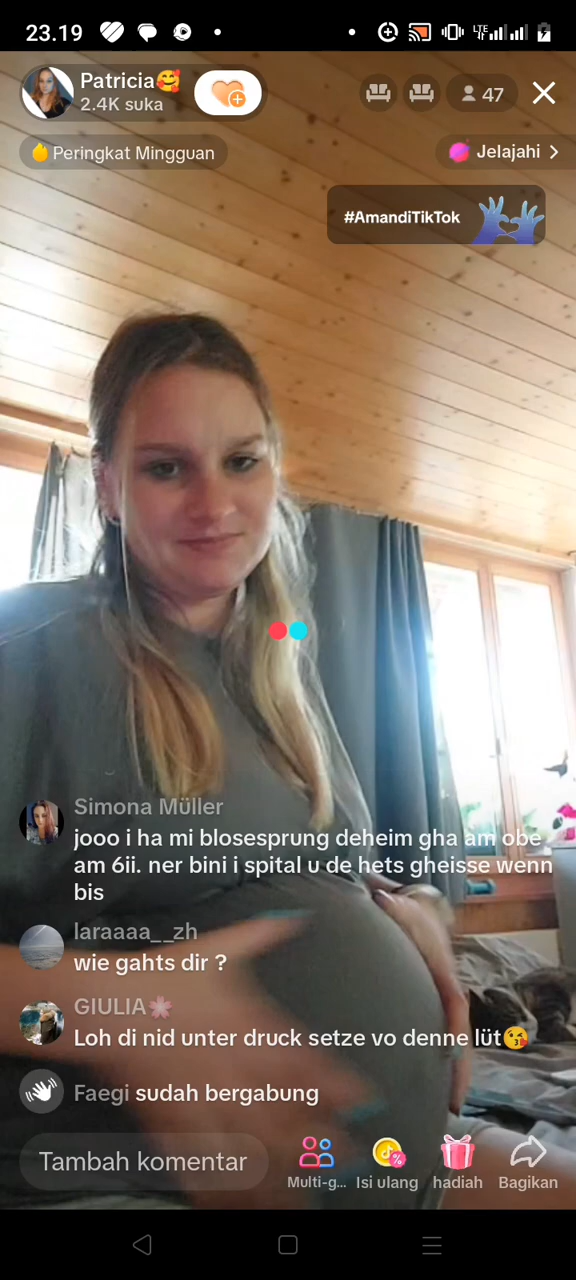 23.19
LTE
Patricia🥰
2.4K suka
47
Peringkat Mingguan
Jelajahi
#AmandiTikTok
Simona Müller
jooo i ha mi blosesprung deheim gha am obe
am 6ii. ner bini i spital u de hets gheisse wenn
bis
laraaaa__zh
wie gahts dir ?
GIULIA🌸
Loh di nid unter druck setze vo denne lüt😘
Faegi sudah bergabung
Tambah komentar
Multi-g...
Isi ulang
hadiah
Bagikan